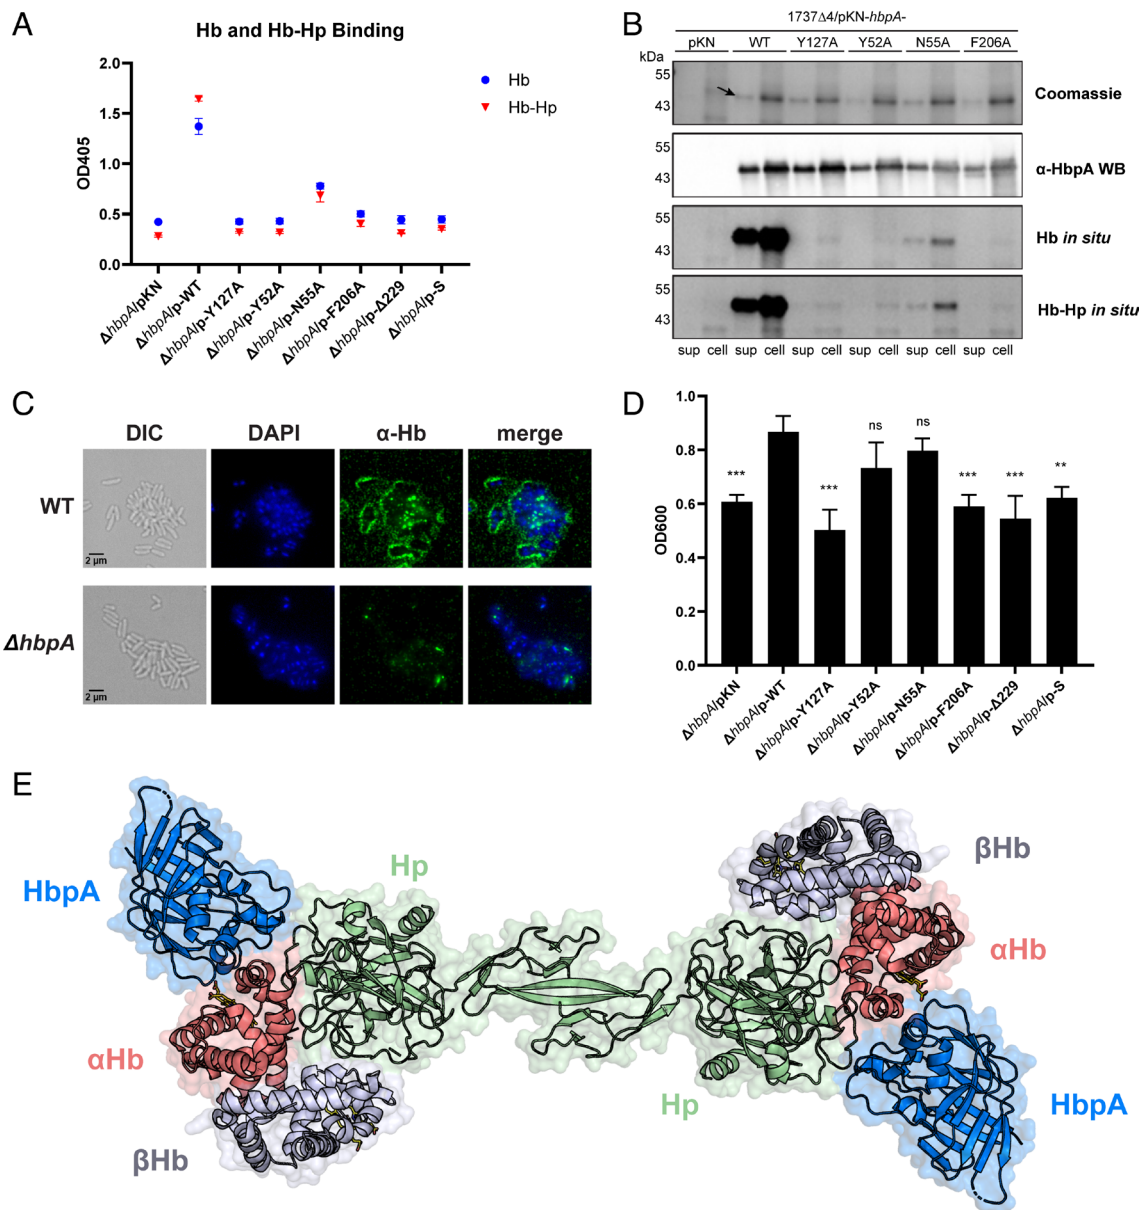 A
Hb and Hb-Hp Binding
OD405
2.0
1.5
1.0
0.5
0.0
Hb
Hb-Hp
ΔhbpA/pKN
ΔhbpA/p-WT
ΔhbpA/p-Y127A
ΔhbpA/p-Y52A
ΔhbpA/p-N55A
ΔhbpA/p-F206A
ΔhbpA/p-Δ229
ΔhbpA/p-S
B
1737Δ4/pKN-hbpA-
pKN WT Y127A Y52A N55A F206A
kDa
55
43
Coomassie
55
43
α-HbpA WB
55
43
Hb in situ
55
43
Hb-Hp in situ
sup cell sup cell sup cell sup cell sup cell sup cell
C
DIC DAPI α-Hb merge
WT
2 µm
ΔhbpA
2 µm
D
OD600
1.0
0.8
0.6
0.4
0.2
0.0
*** *** ns ns *** *** **
ΔhbpA/pKN
ΔhbpA/p-WT
ΔhbpA/p-Y127A
ΔhbpA/p-Y52A
ΔhbpA/p-N55A
ΔhbpA/p-F206A
ΔhbpA/p-Δ229
ΔhbpA/p-S
E
HbpA
Hp
βHb
αHb
αHb
βHb
Hp
HbpA